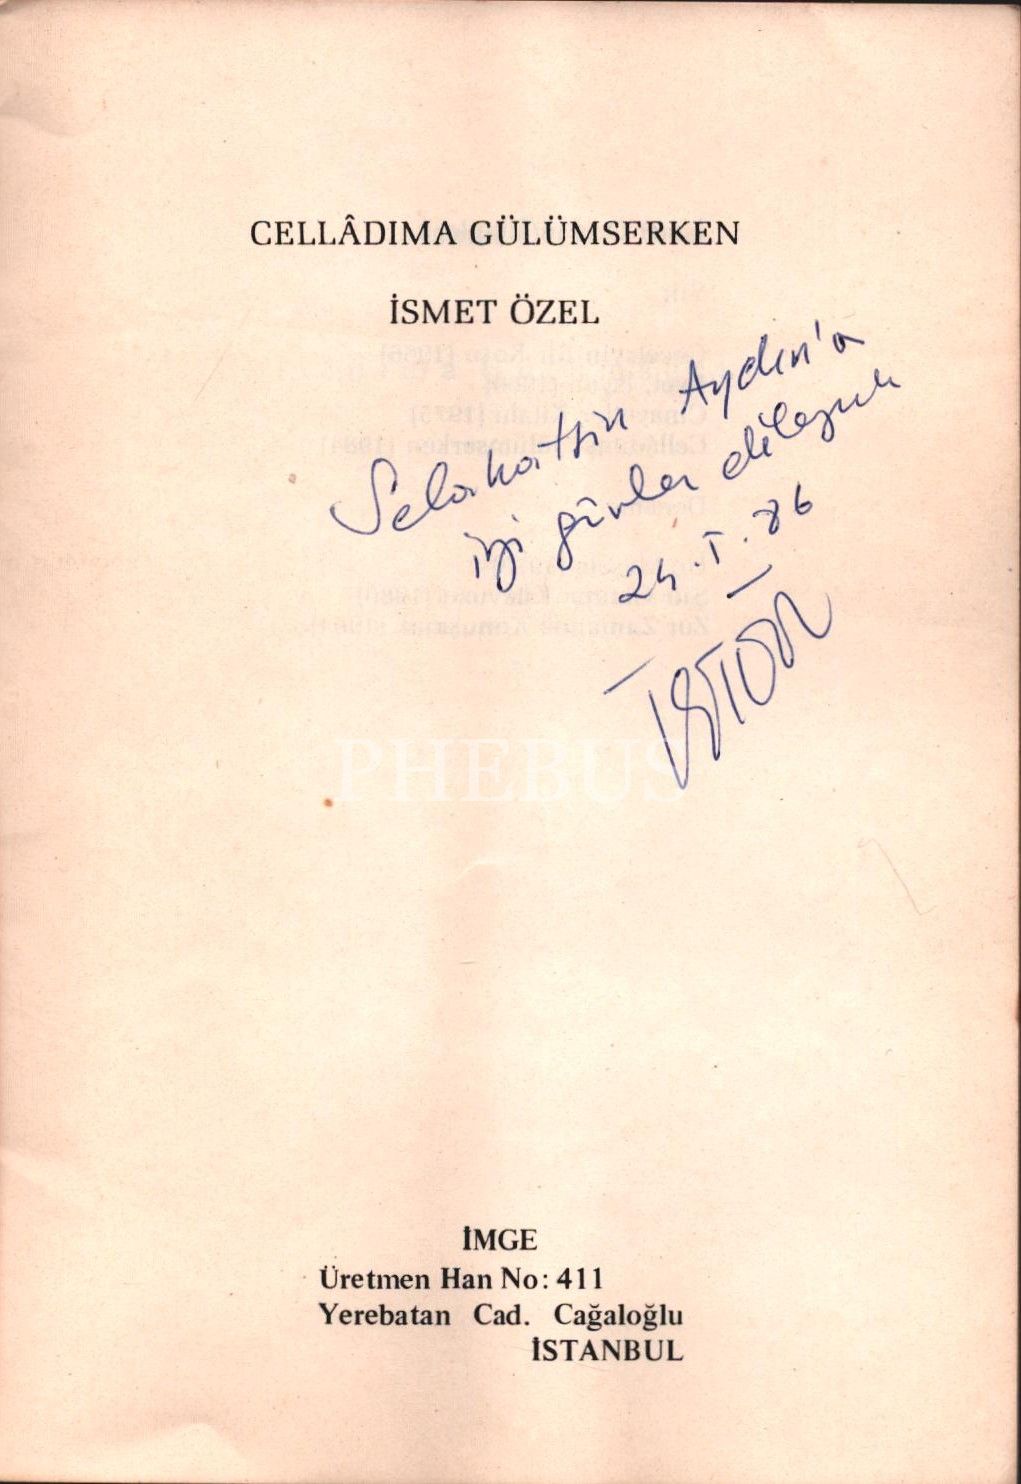 CELLÂDIMA GÜLÜMSERKEN
İSMET ÖZEL
Selahattin Aydın'a
iyi günler dileğiyle
24.I.86
PHEBUS
İMGE
Üretmen Han No: 411
Yerebatan Cad. Cağaloğlu
İSTANBUL